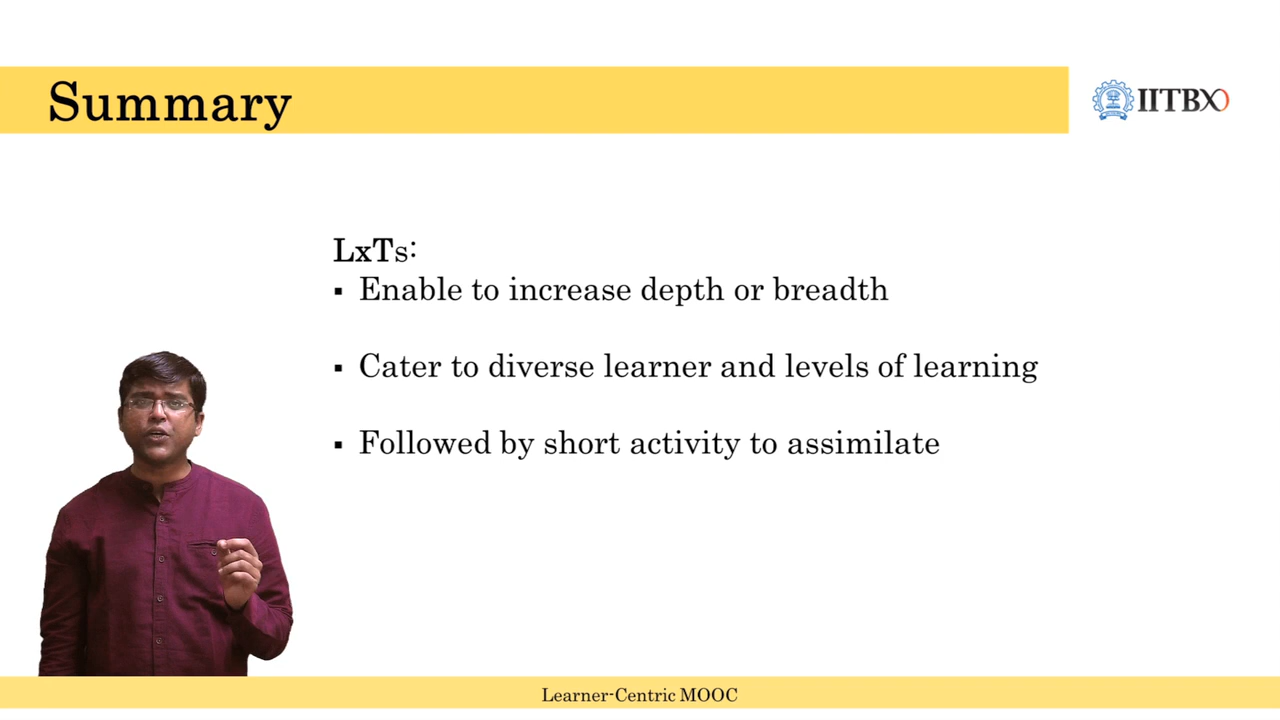 Summary
IITBX
LxTs:
▪ Enable to increase depth or breadth
▪ Cater to diverse learner and levels of learning
▪ Followed by short activity to assimilate
Learner-Centric MOOC